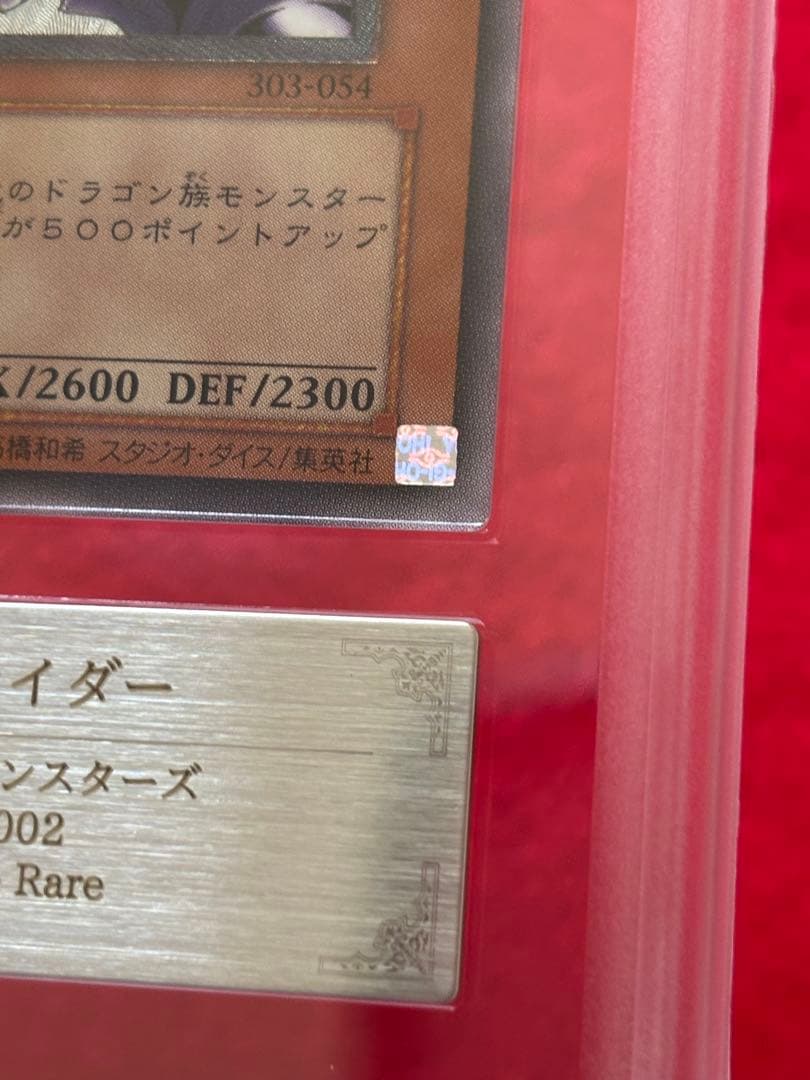 303-054
のドラゴン族モンスター
が500ポイントアップ
/2600 DEF/2300
橋和希 スタジオ・ダイス/集英社
イダー
ンスターズ
002
Rare